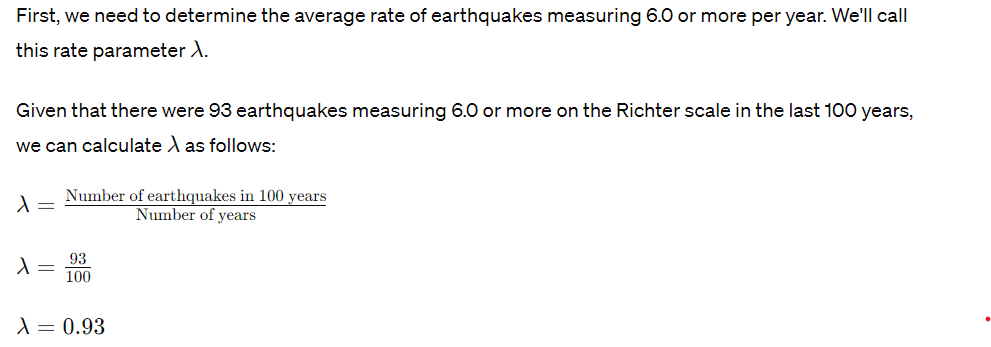 First, we need to determine the average rate of earthquakes measuring 6.0 or more per year. We'll call
this rate parameter λ.
Given that there were 93 earthquakes measuring 6.0 or more on the Richter scale in the last 100 years,
we can calculate λ as follows:
λ = Number of earthquakes in 100 years / Number of years
λ = 93 / 100
λ = 0.93